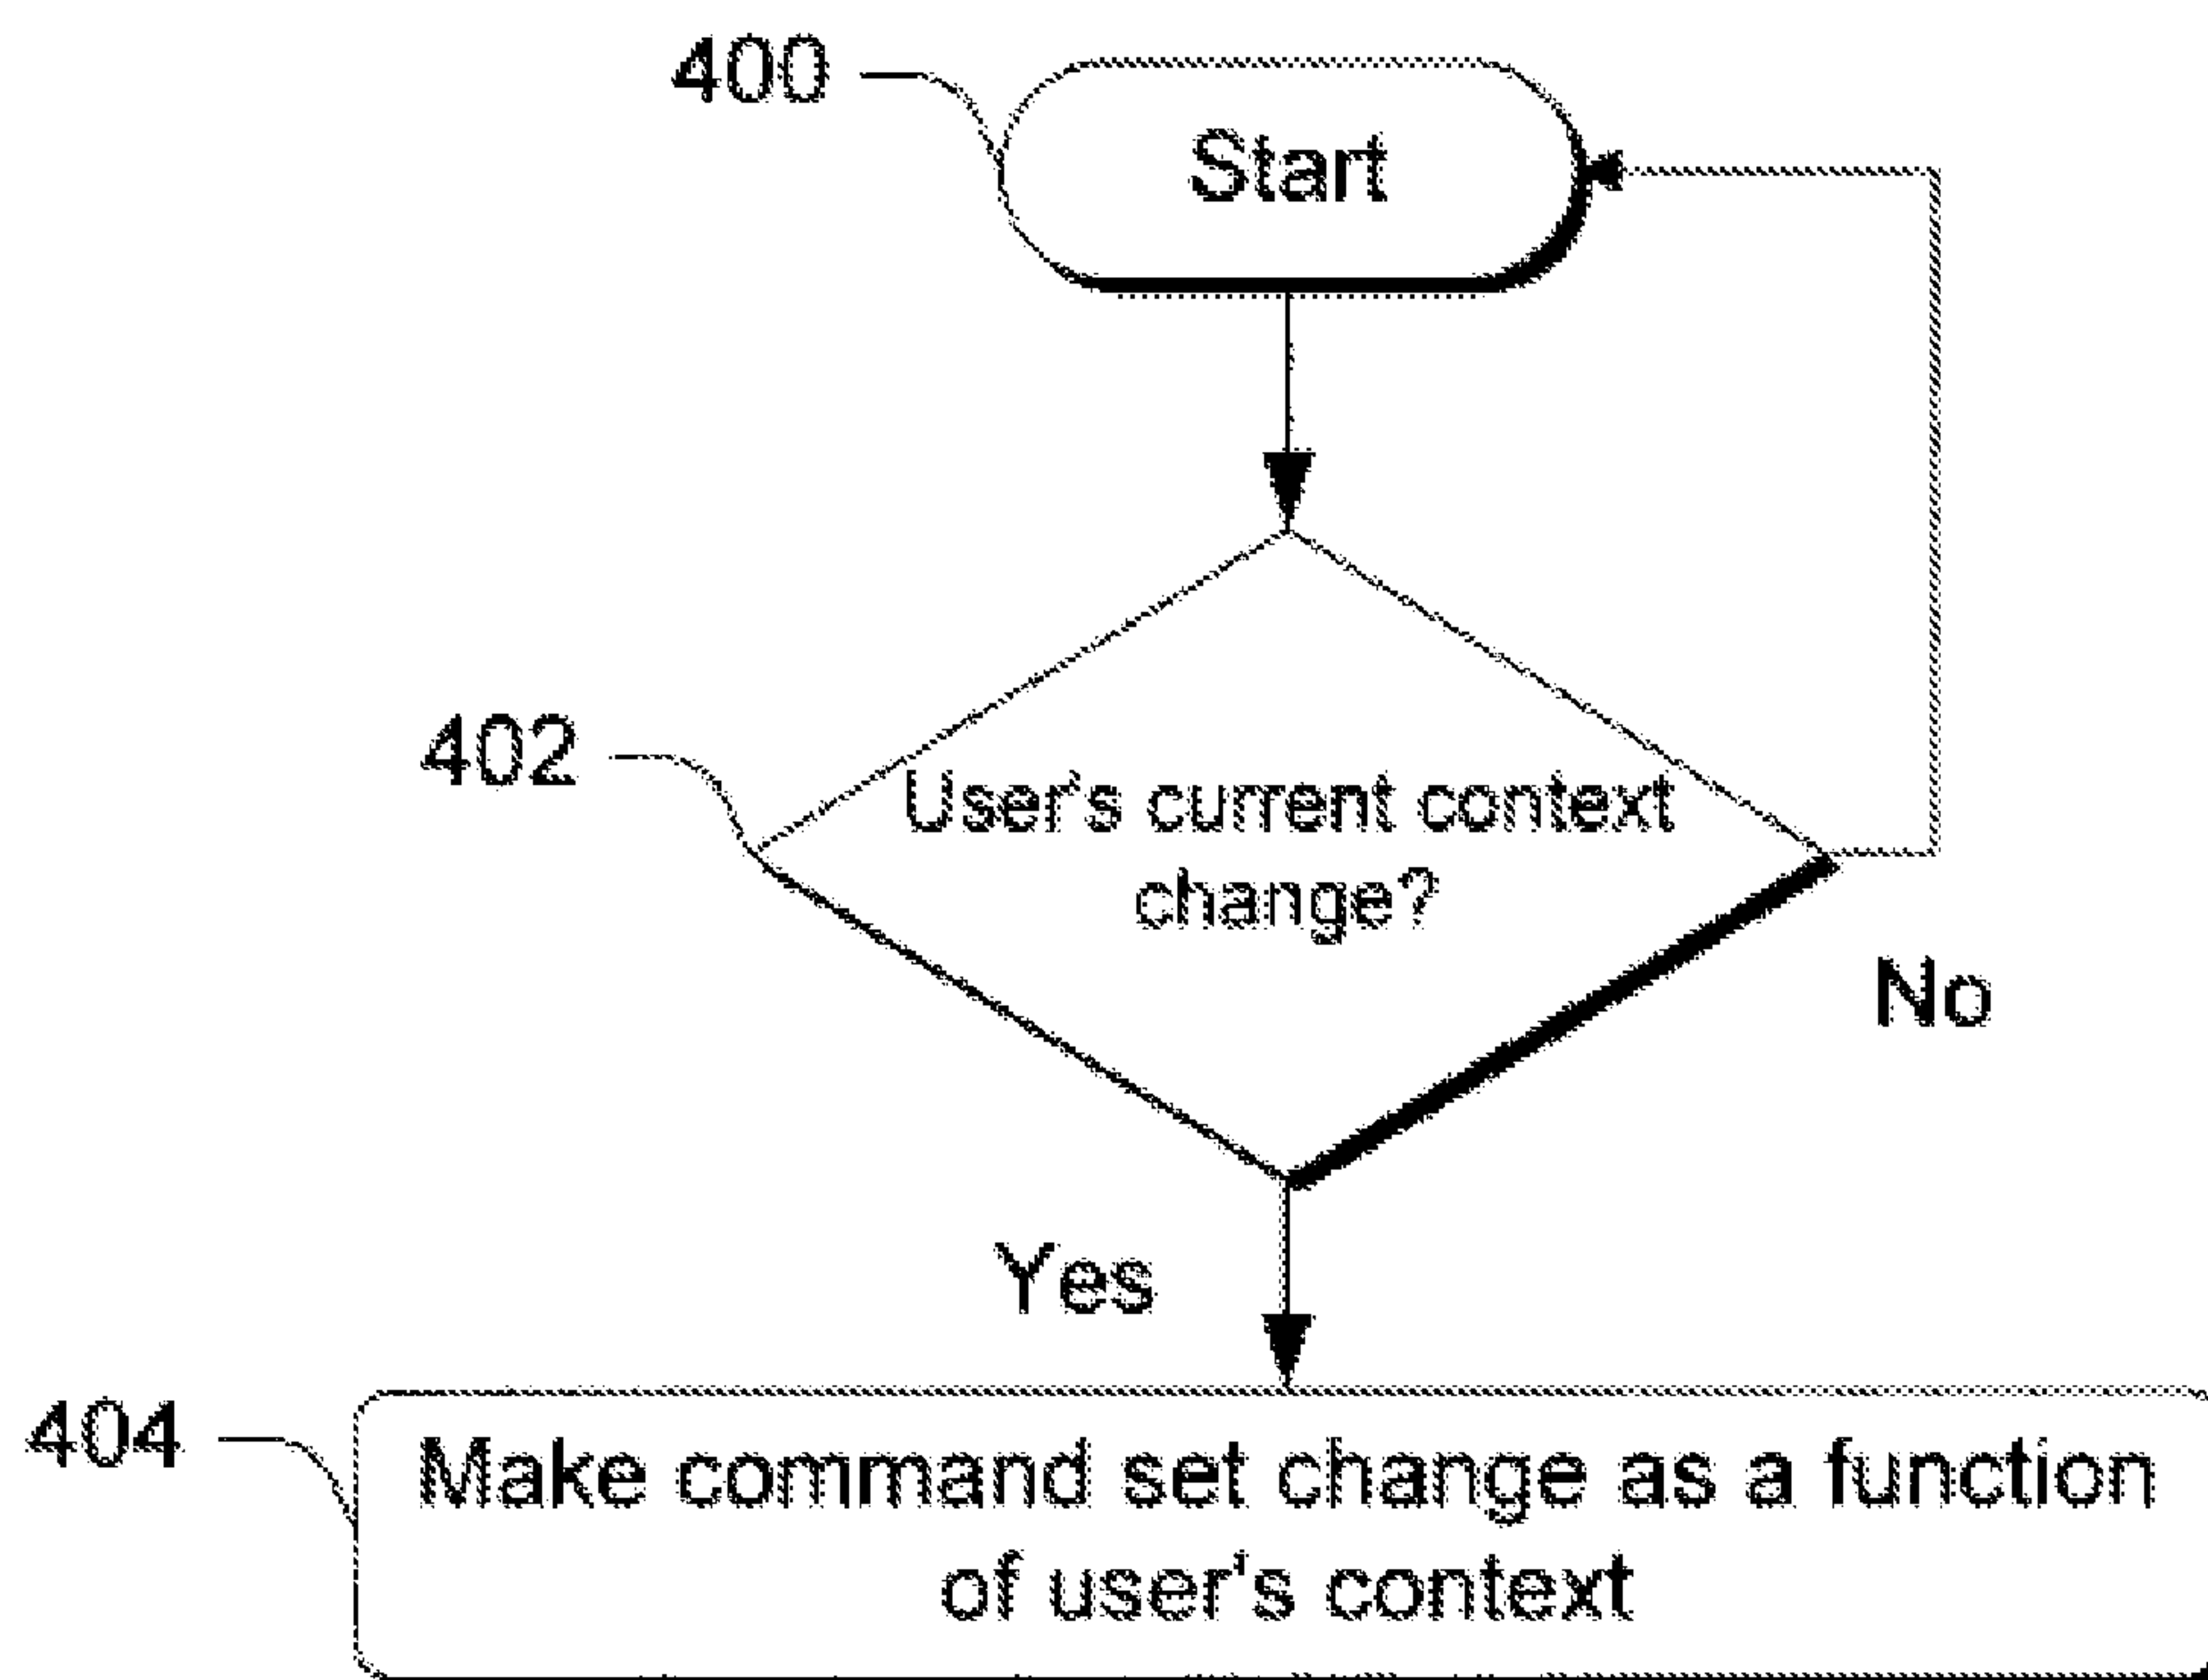 400
Start
402
User's current context
change?
No
Yes
404
Make command set change as a function
of user's context